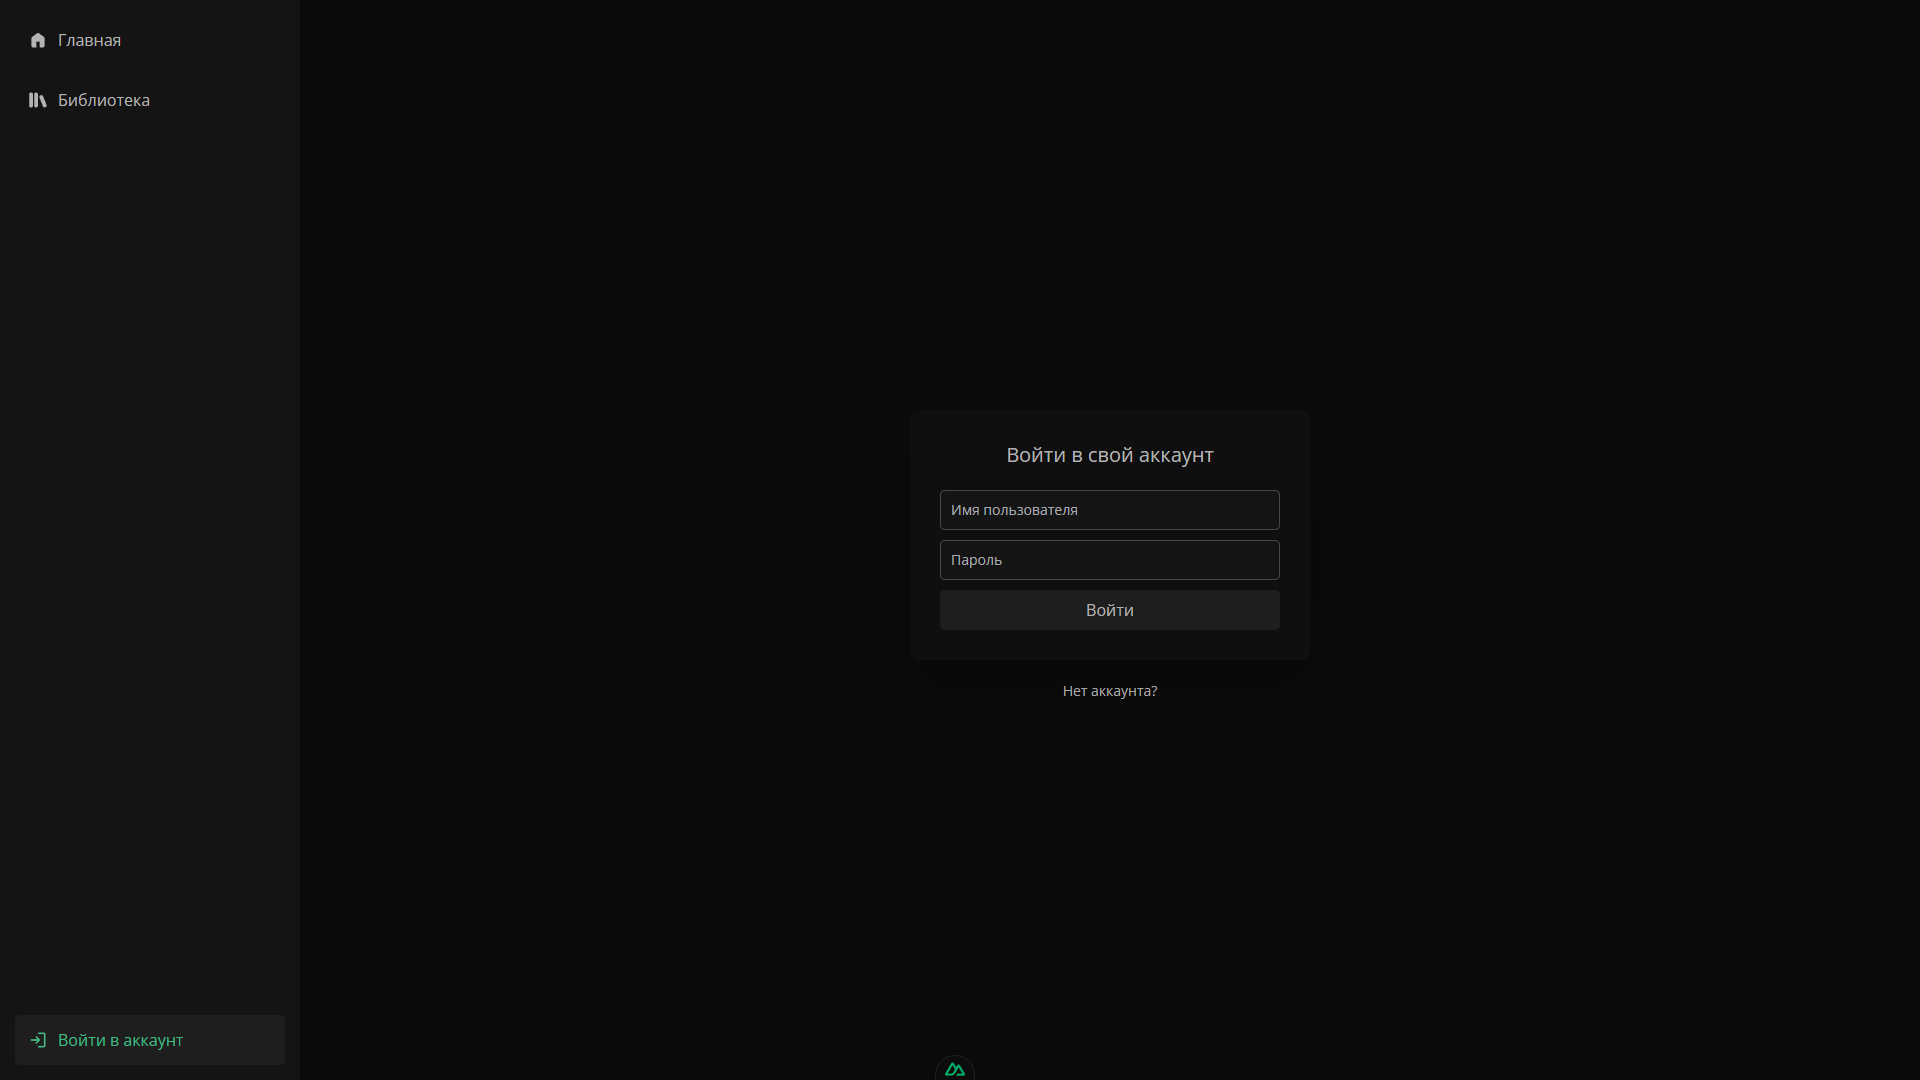 Главная
Библиотека
Войти в свой аккаунт
Имя пользователя
Пароль
Войти
Нет аккаунта?
Войти в аккаунт